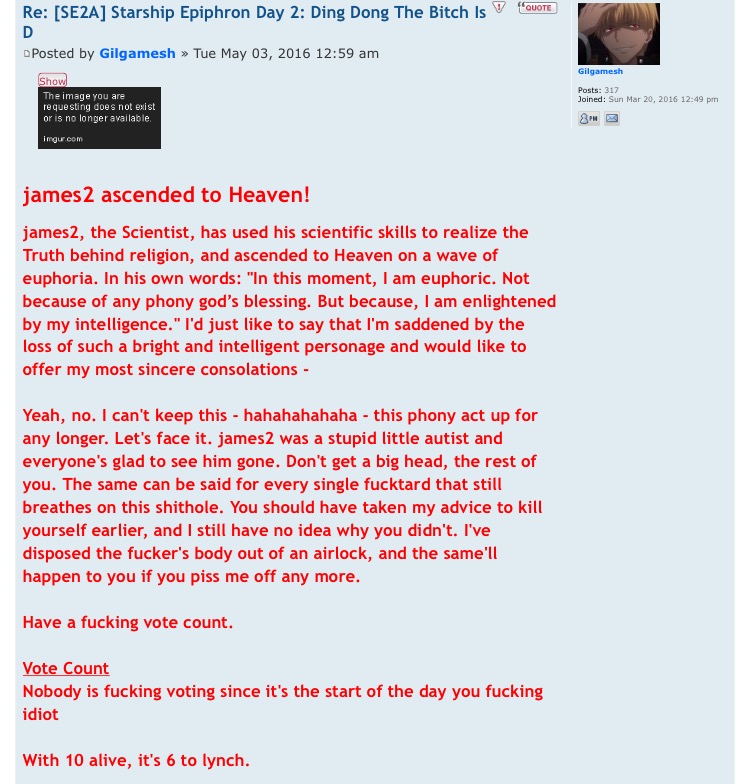 Re: [SE2A] Starship Epiphron Day 2: Ding Dong The Bitch Is
D
QUOTE
Posted by Gilgamesh » Tue May 03, 2016 12:59 am
Gilgamesh
Posts: 317
Joined: Sun Mar 20, 2016 12:49 pm
PM
Show
The image you are
requesting does not exist
or is no longer available.
imgur.com
james2 ascended to Heaven!
james2, the Scientist, has used his scientific skills to realize the
Truth behind religion, and ascended to Heaven on a wave of
euphoria. In his own words: "In this moment, I am euphoric. Not
because of any phony god’s blessing. But because, I am enlightened
by my intelligence." I'd just like to say that I'm saddened by the
loss of such a bright and intelligent personage and would like to
offer my most sincere consolations -
Yeah, no. I can't keep this - hahahahahaha - this phony act up for
any longer. Let's face it. james2 was a stupid little autist and
everyone's glad to see him gone. Don't get a big head, the rest of
you. The same can be said for every single fucktard that still
breathes on this shithole. You should have taken my advice to kill
yourself earlier, and I still have no idea why you didn't. I've
disposed the fucker's body out of an airlock, and the same'll
happen to you if you piss me off any more.
Have a fucking vote count.
Vote Count
Nobody is fucking voting since it's the start of the day you fucking
idiot
With 10 alive, it's 6 to lynch.